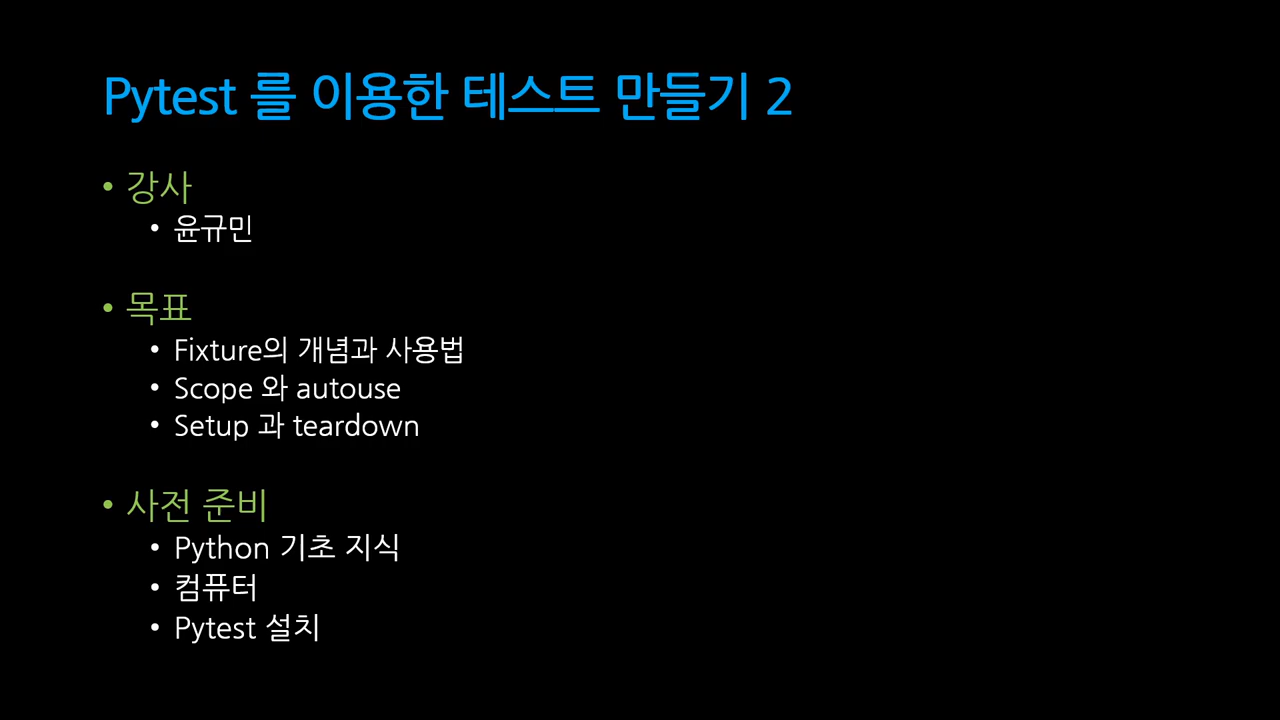 Pytest 를 이용한 테스트 만들기 2
• 강사
• 윤규민
• 목표
• Fixture의 개념과 사용법
• Scope 와 autouse
• Setup 과 teardown
• 사전 준비
• Python 기초 지식
• 컴퓨터
• Pytest 설치